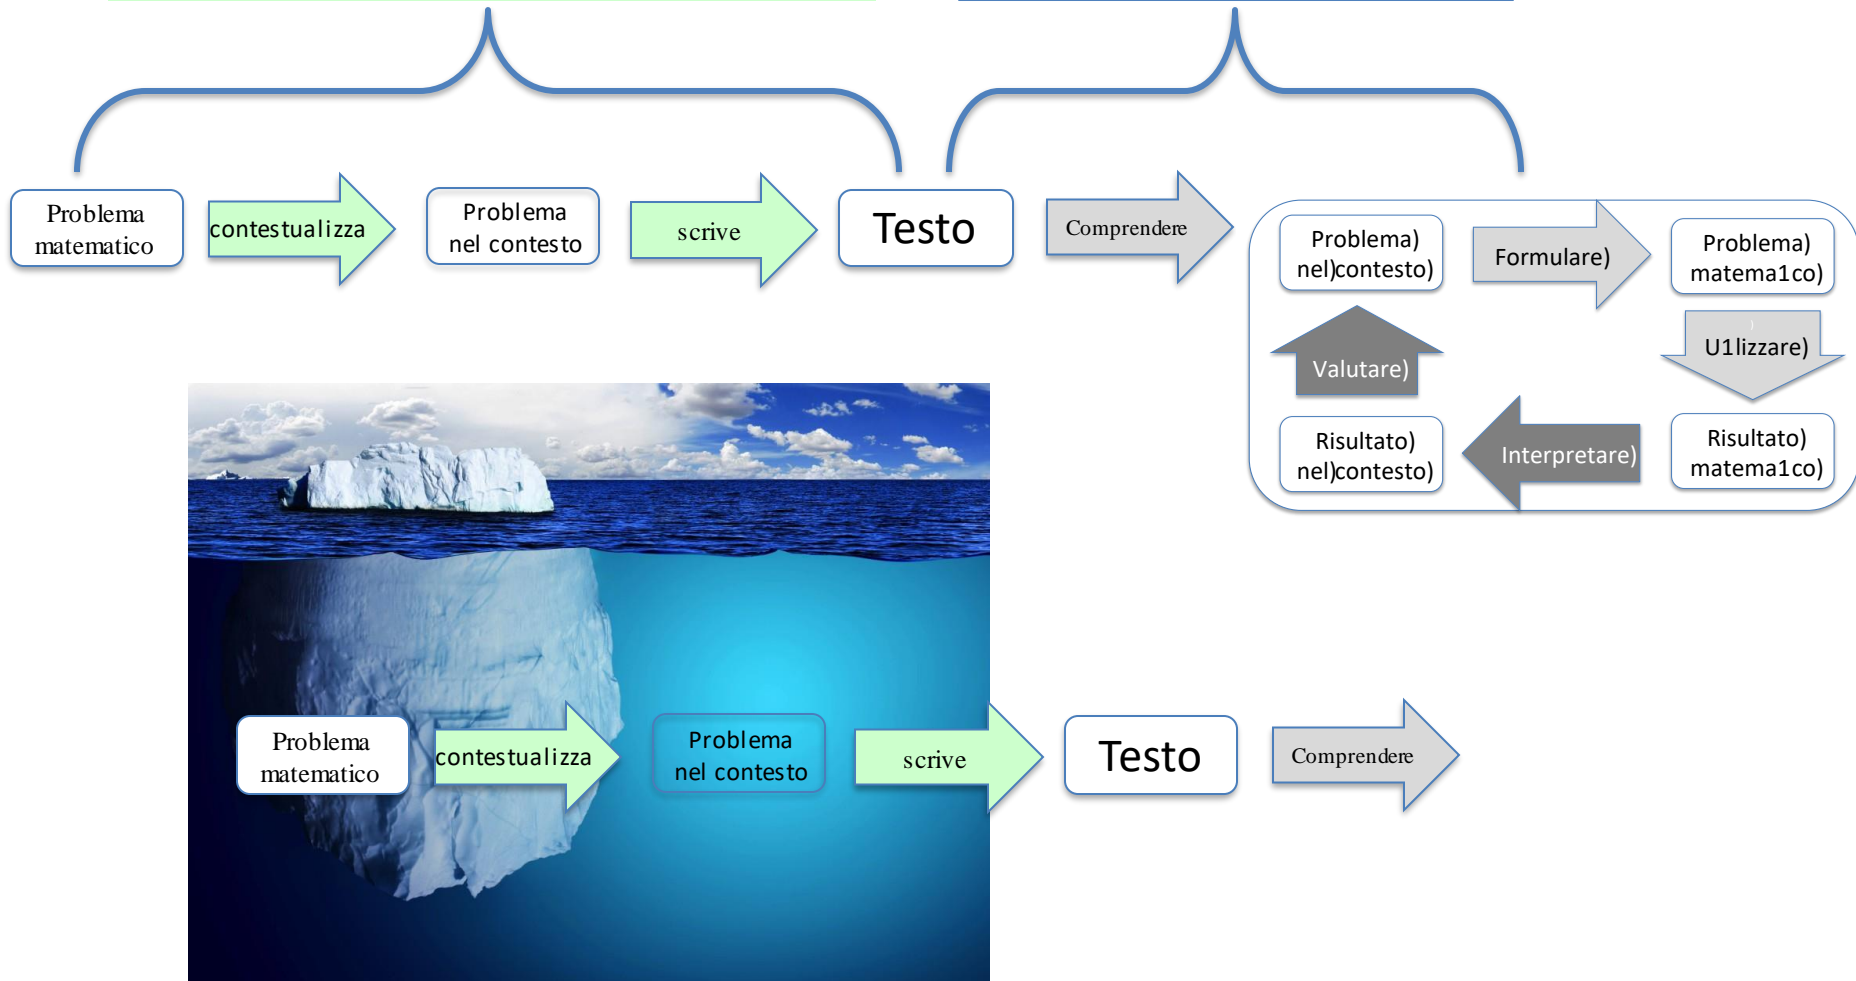 Problema
matematico
contestualizza
Problema
nel contesto
scrive
Testo
Comprendere
Problema)
nel)contesto)
Formulare)
Problema)
matema1co)
)
U1lizzare)
Valutare)
Risultato)
nel)contesto)
Interpretare)
Risultato)
matema1co)
Problema
matematico
contestualizza
Problema
nel contesto
scrive
Testo
Comprendere